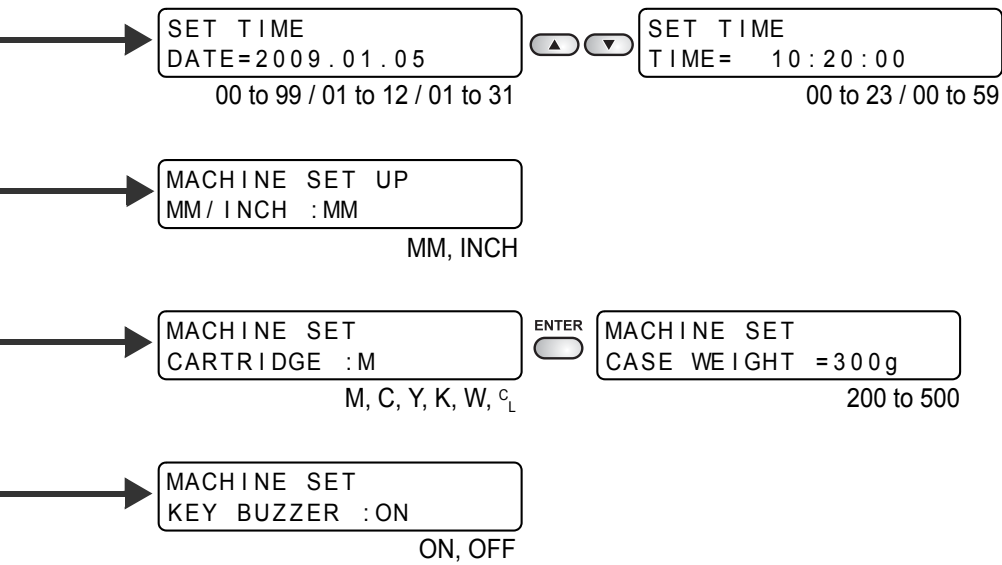 SET TIME
DATE=2009.01.05
00 to 99 / 01 to 12 / 01 to 31
SET TIME
TIME= 10:20:00
00 to 23 / 00 to 59
MACHINE SET UP
MM/INCH :MM
MM, INCH
MACHINE SET
CARTRIDGE :M
M, C, Y, K, W, CL
ENTER
MACHINE SET
CASE WEIGHT =300g
200 to 500
MACHINE SET
KEY BUZZER :ON
ON, OFF